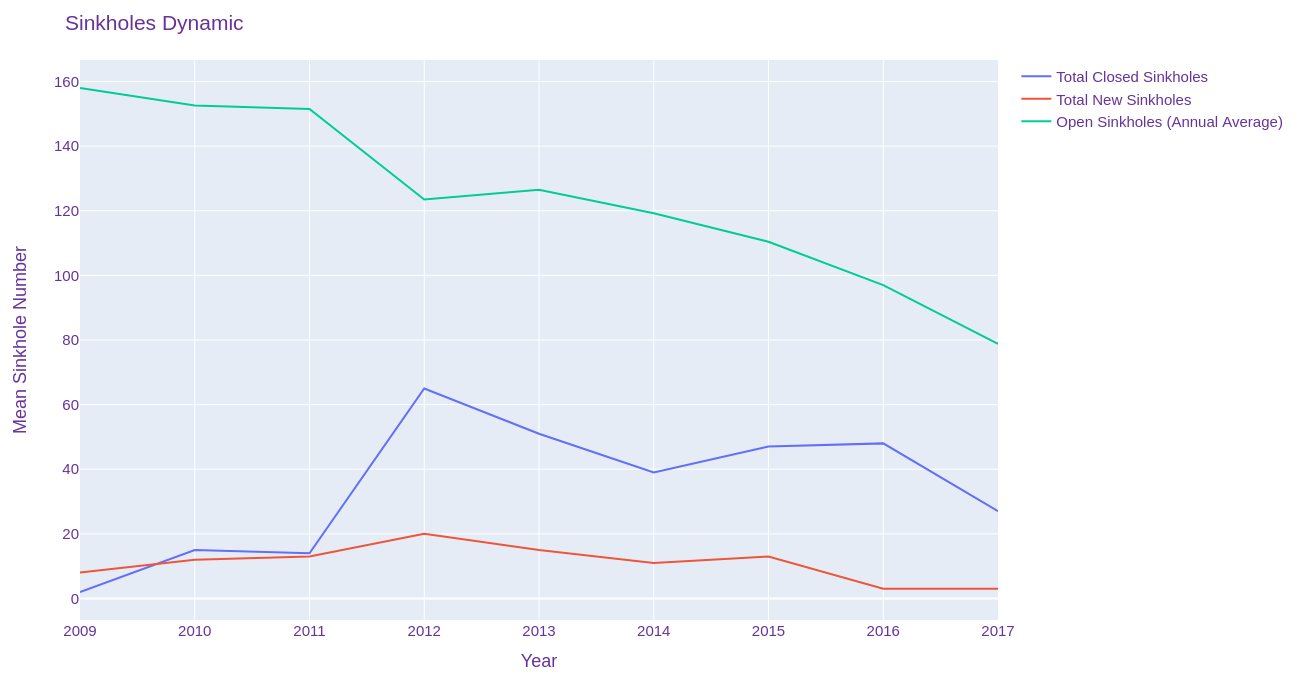 Sinkholes Dynamic
Total Closed Sinkholes
Total New Sinkholes
Open Sinkholes (Annual Average)
Mean Sinkhole Number
160
140
120
100
80
60
40
20
0
2009 2010 2011 2012 2013 2014 2015 2016 2017
Year